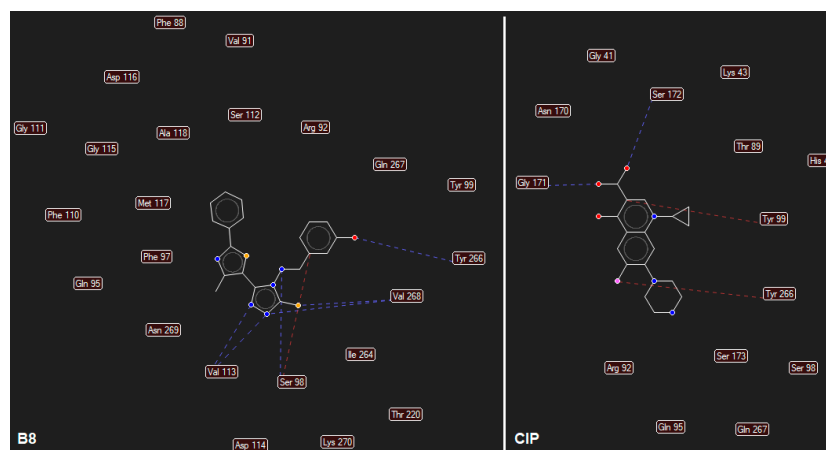 Phe 88
Val 91
Asp 116
Ser 112
Gly 111
Ala 118
Arg 92
Gly 115
Gln 267
Tyr 99
Met 117
Phe 110
Phe 97
Tyr 266
Gln 95
Val 268
Asn 269
Ile 264
Val 113
Ser 98
Thr 220
Asp 114
Lys 270
B8
Gly 41
Lys 43
Ser 172
Asn 170
Thr 89
His 4
Gly 171
Tyr 99
Tyr 266
Ser 173
Arg 92
Ser 98
Gln 95
Gln 267
CIP